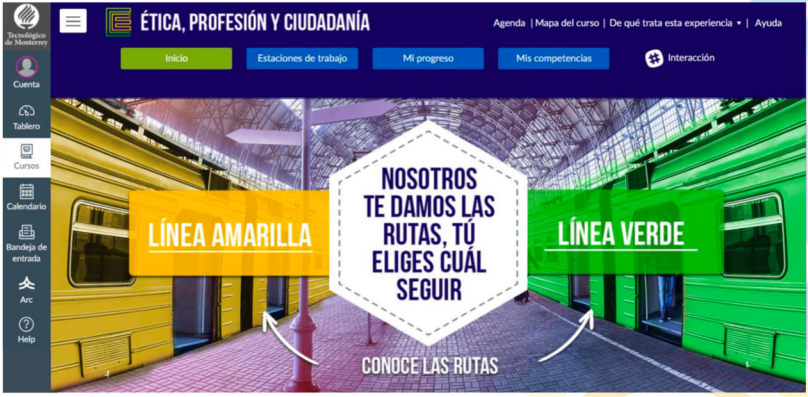 Tecnológico
de Monterrey
Cuenta
Tablero
Cursos
Calendario
Bandeja de
entrada
Arc
Help
ÉTICA, PROFESIÓN Y CIUDADANÍA
Agenda | Mapa del curso | De qué trata esta experiencia ▾ | Ayuda
Inicio
Estaciones de trabajo
Mi progreso
Mis competencias
# Interacción
LÍNEA AMARILLA
NOSOTROS
TE DAMOS LAS
RUTAS, TÚ
ELIGES CUÁL
SEGUIR
LÍNEA VERDE
CONOCE LAS RUTAS